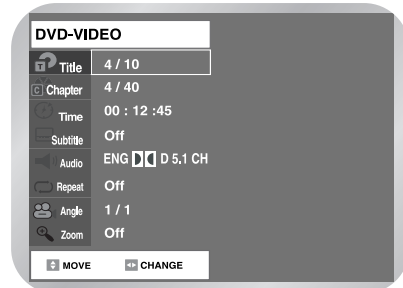 DVD-VIDEO
T Title 4 / 10
C Chapter 4 / 40
Time 00 : 12 :45
Subtitle Off
Audio ENG D 5.1 CH
Repeat Off
Angle 1 / 1
Zoom Off
MOVE CHANGE